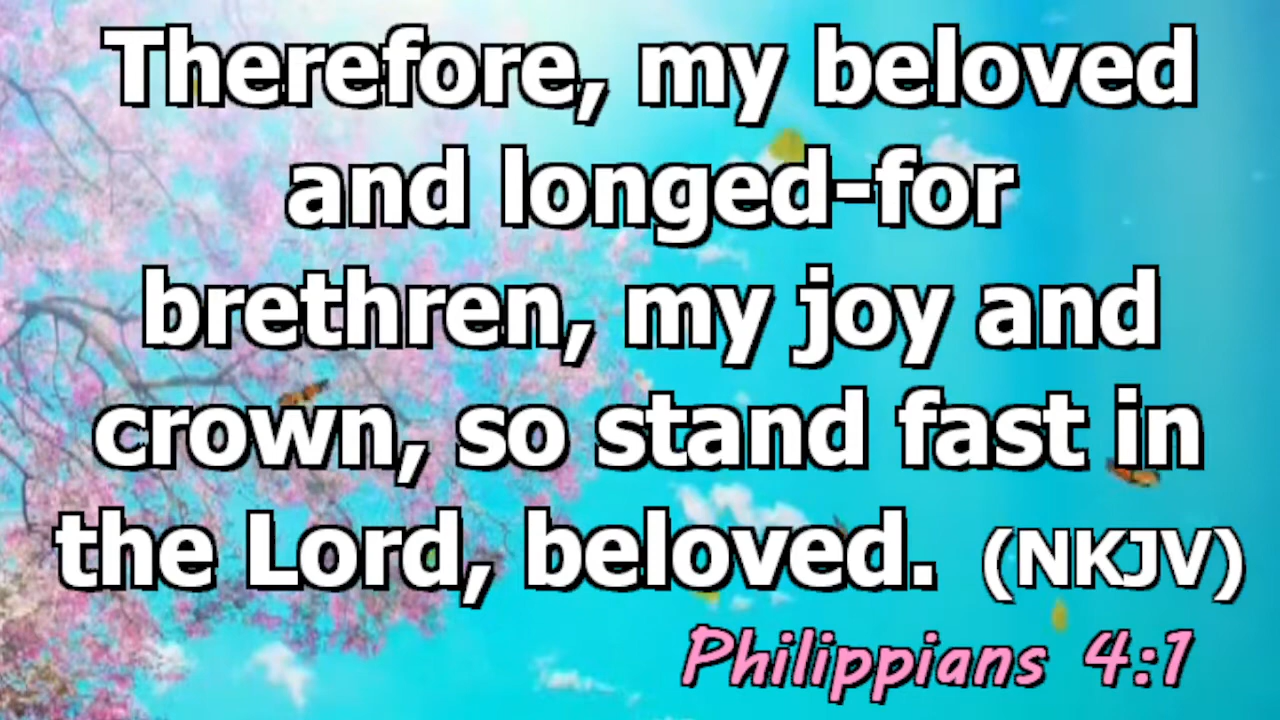 Therefore, my beloved
and longed-for
brethren, my joy and
crown, so stand fast in
the Lord, beloved. (NKJV)
Philippians 4:1